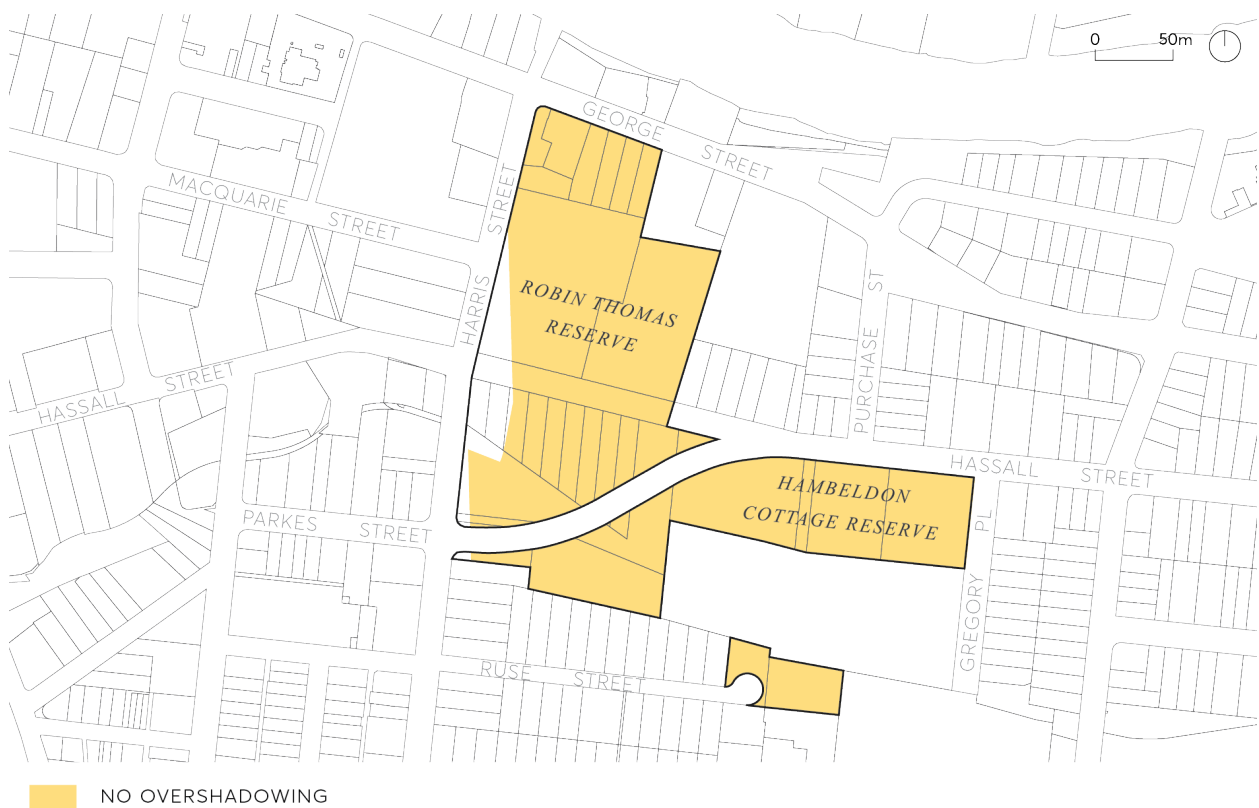 0 50m
GEORGE
STREET
MACQUARIE STREET
HARRIS STREET
ROBIN THOMAS
RESERVE
PURCHASE ST
HASSALL STREET
HASSALL STREET
HAMBELDON
COTTAGE RESERVE
PARKES STREET
GREGORY PL
RUSE STREET
NO OVERSHADOWING